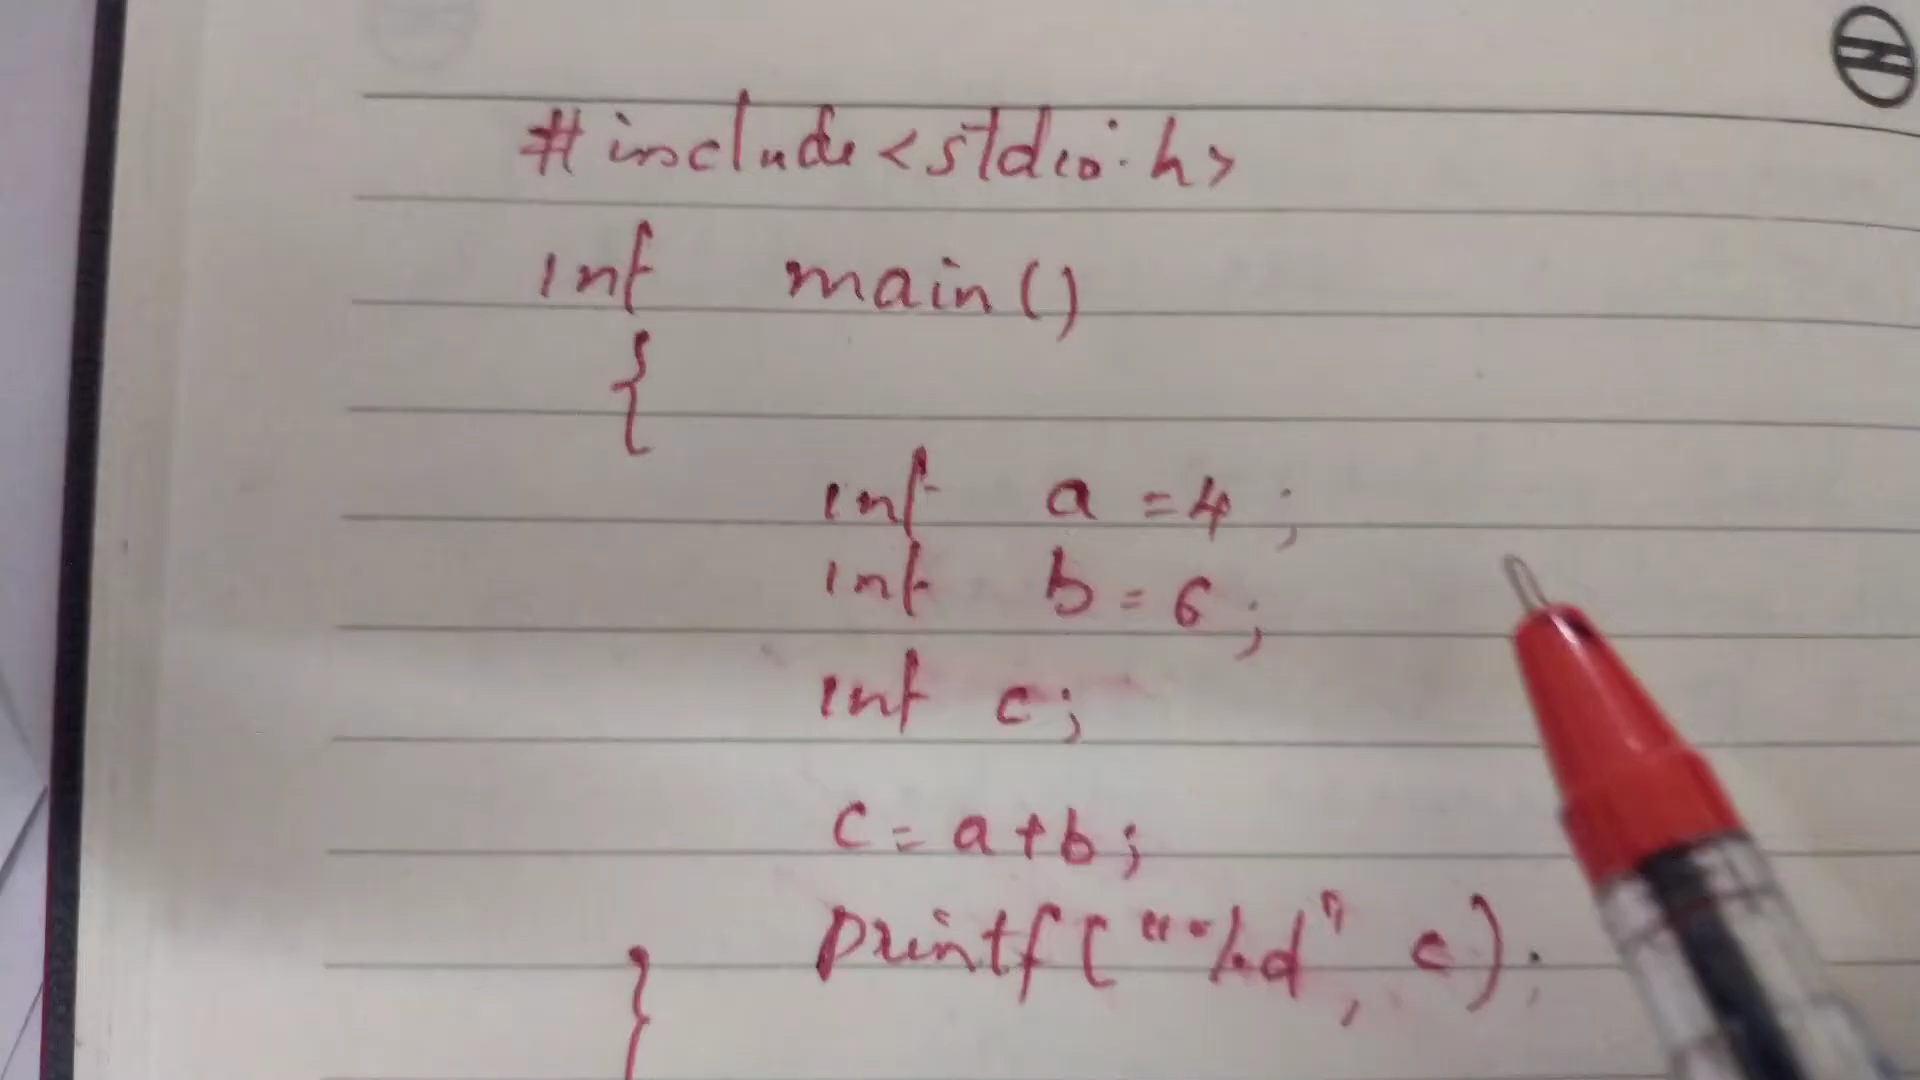 #include<stdio.h>
int main()
{
int a=4;
int b=6;
int c;
c=a+b;
printf("%d", c);
}